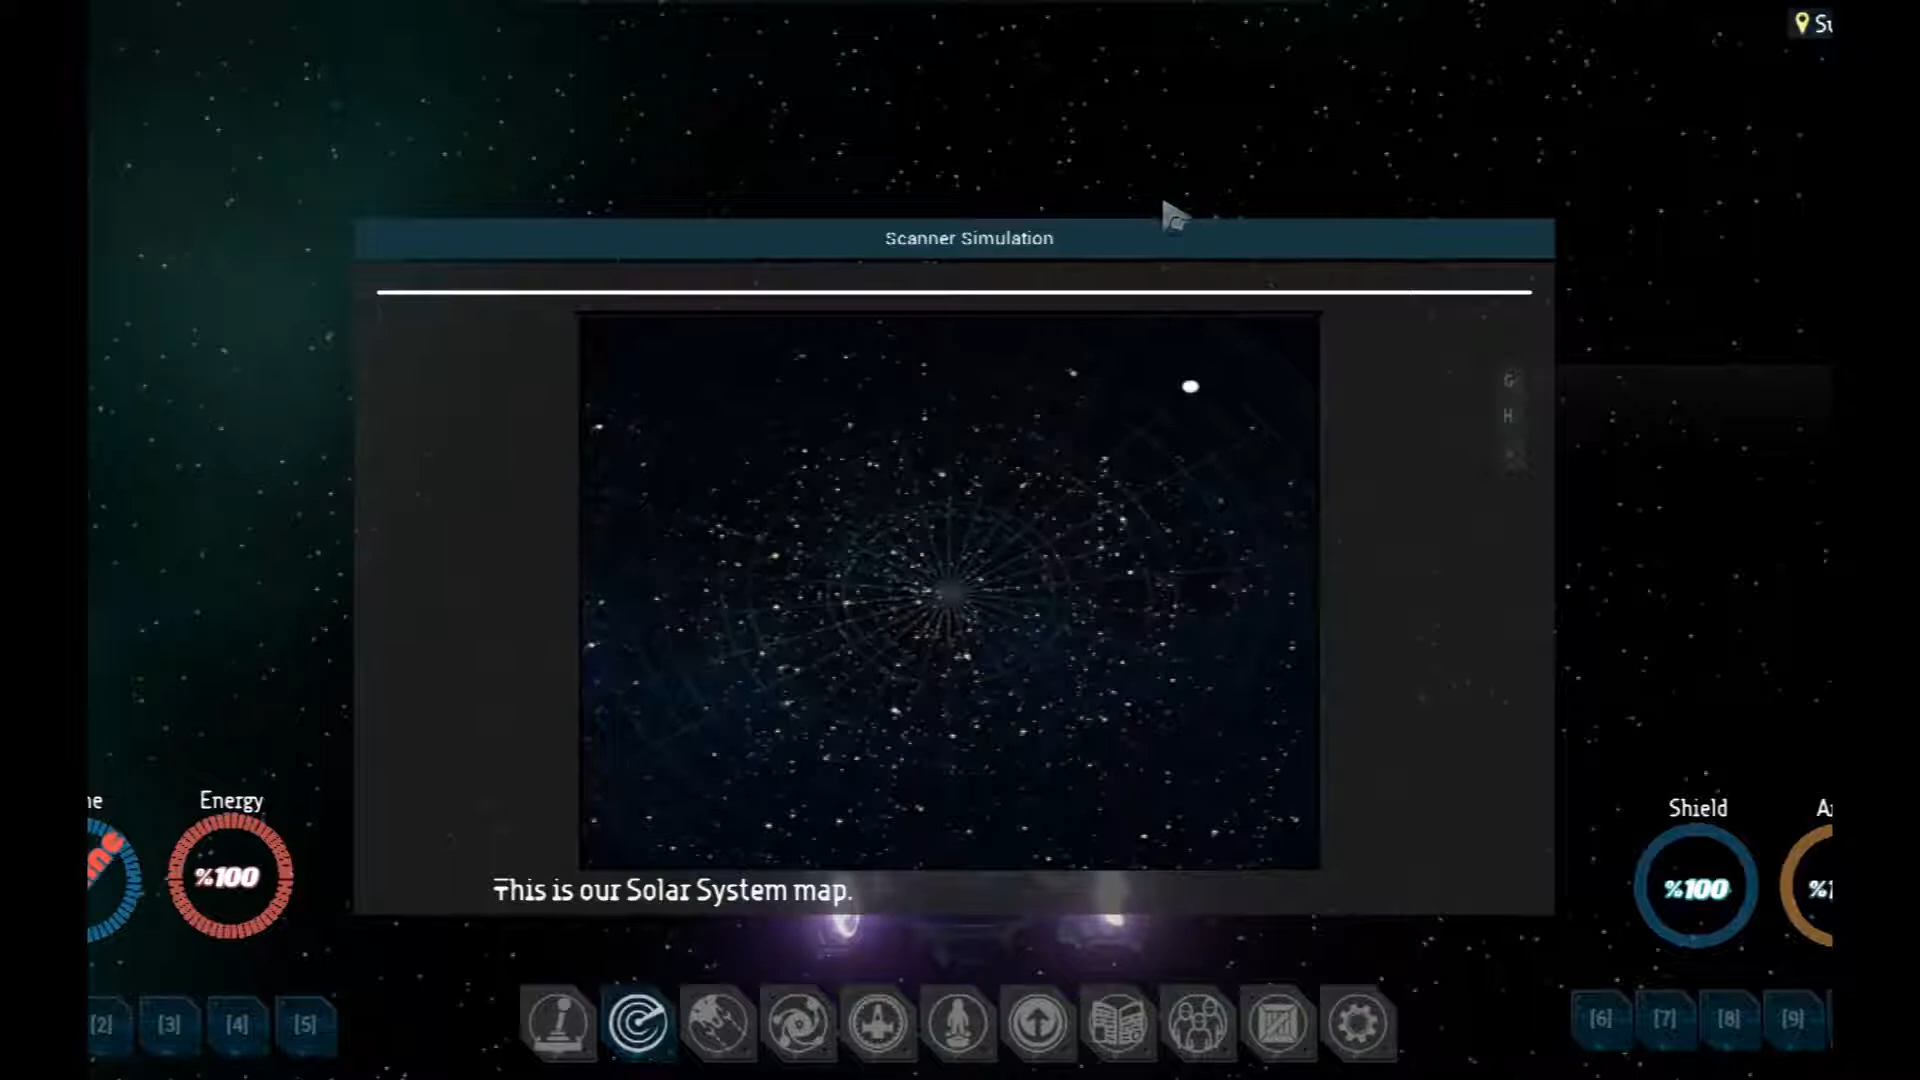 Scanner Simulation
G
H
Energy
%100
Shield
%100
This is our Solar System map.
[2]
[3]
[4]
[5]
[6]
[7]
[8]
[9]